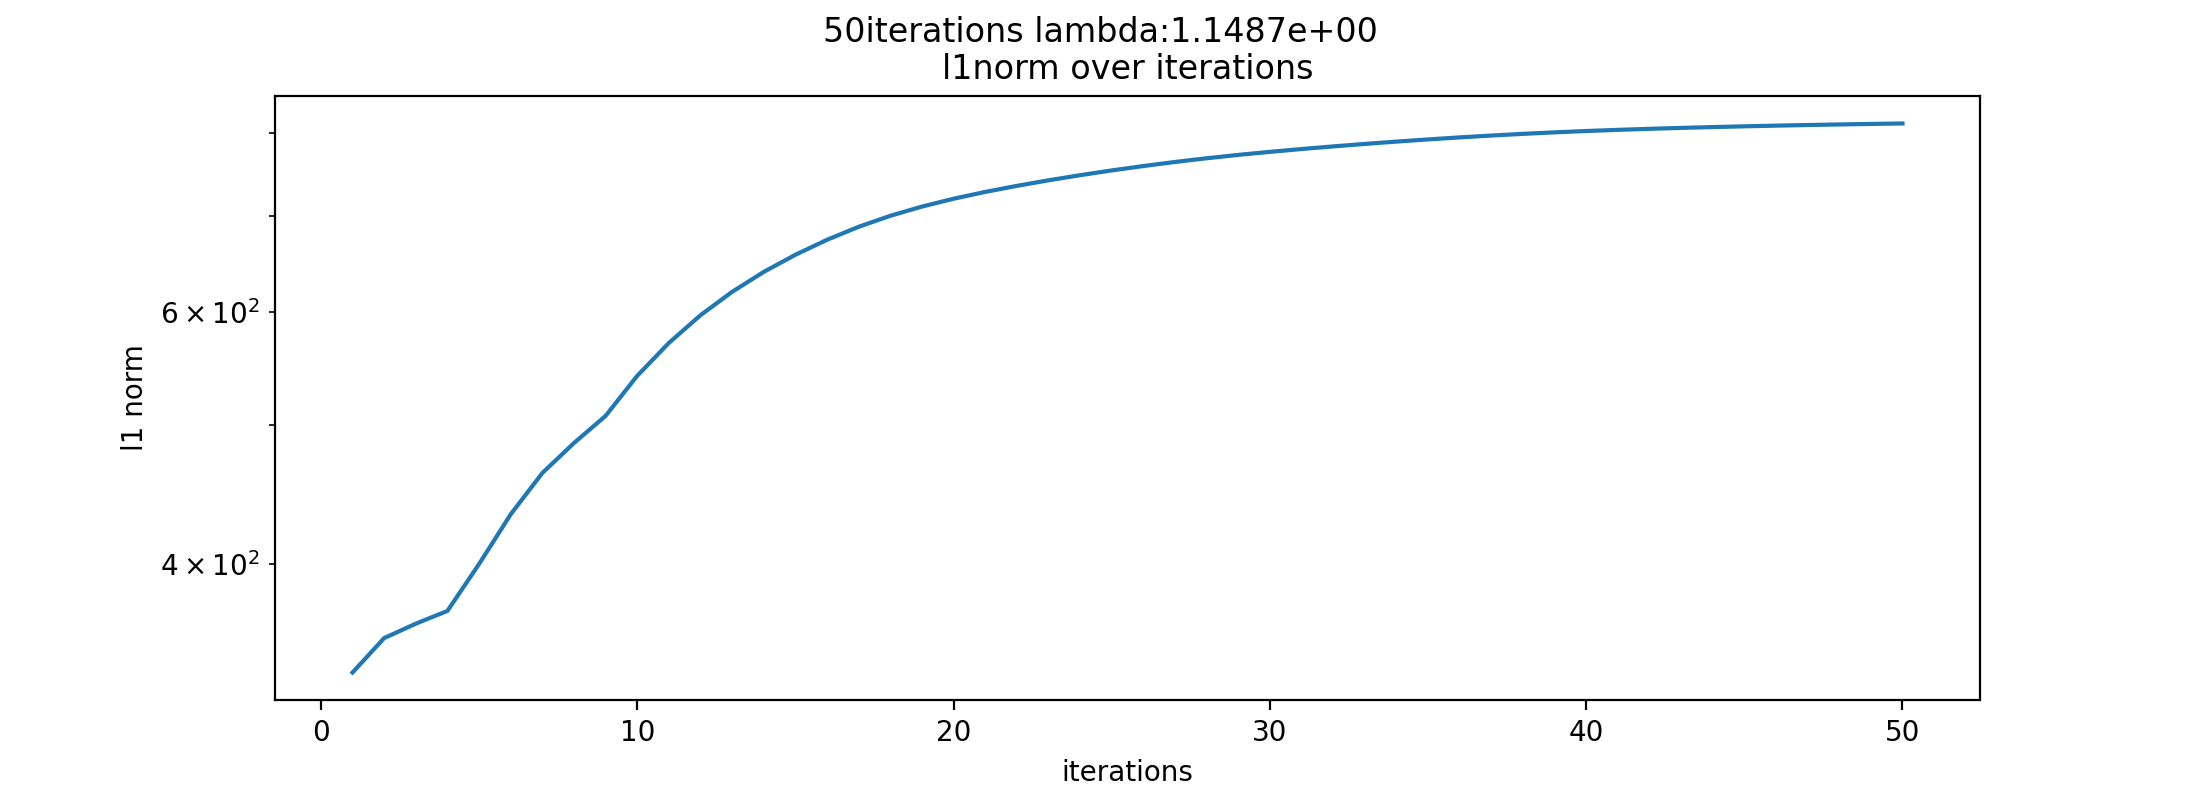 50iterations lambda:1.1487e+00
l1norm over iterations
6 × 10²
4 × 10²
l1 norm
0 10 20 30 40 50
iterations